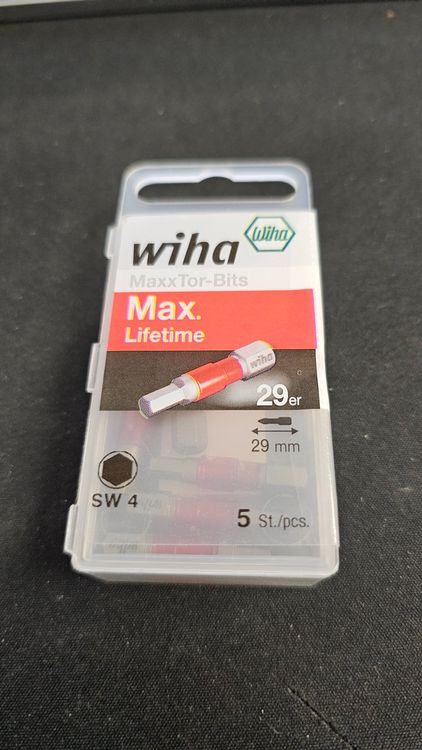 wiha
Wiha
MaxxTor-Bits
Max.
Lifetime
wiha
29er
29 mm
SW 4
5 St./pcs.